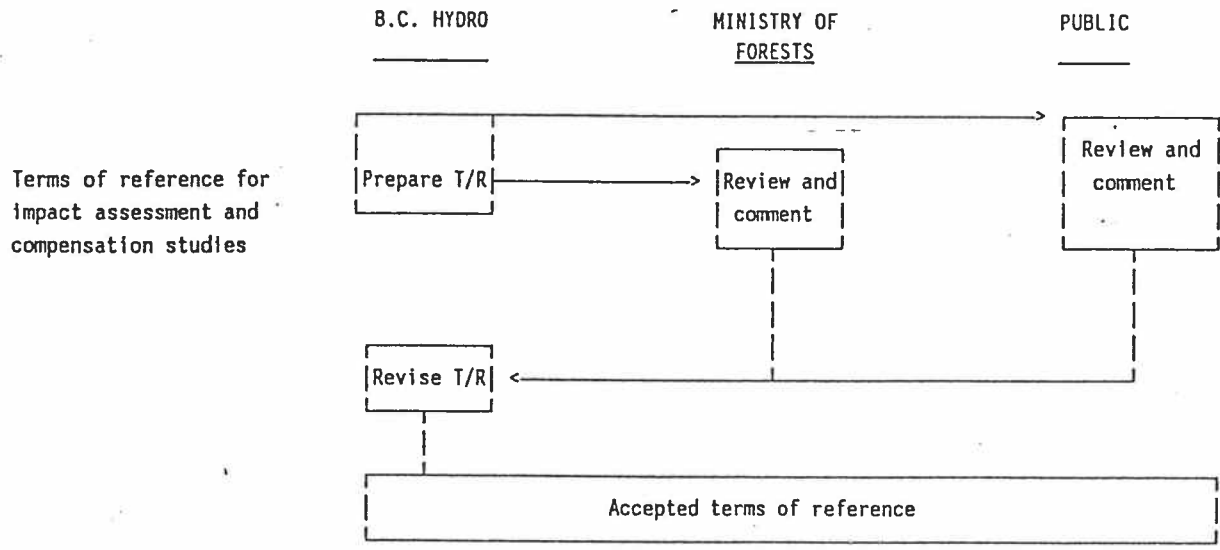 B.C. HYDRO
MINISTRY OF
FORESTS
PUBLIC
Terms of reference for
impact assessment and
compensation studies
Prepare T/R
Review and
comment
Review and
comment
Revise T/R
Accepted terms of reference